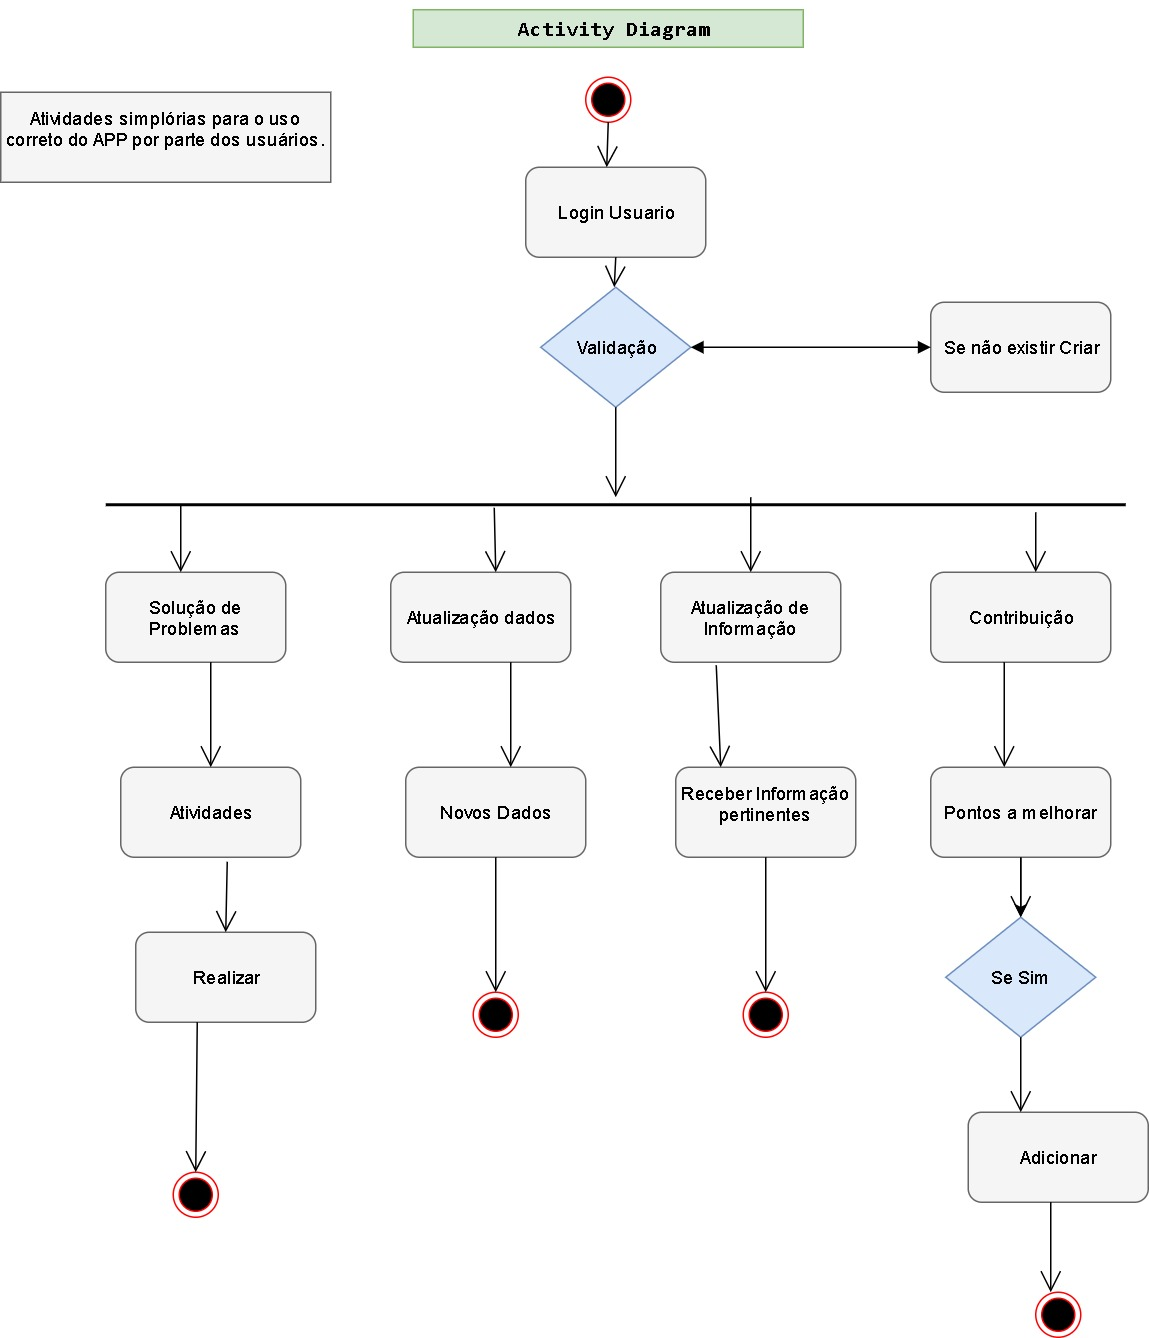 Activity Diagram
Atividades simplórias para o uso
correto do APP por parte dos usuários.
Login Usuario
Validação
Se não existir Criar
Solução de
Problemas
Atualização dados
Atualização de
Informação
Contribuição
Atividades
Novos Dados
Receber Informação
pertinentes
Pontos a melhorar
Realizar
Se Sim
Adicionar